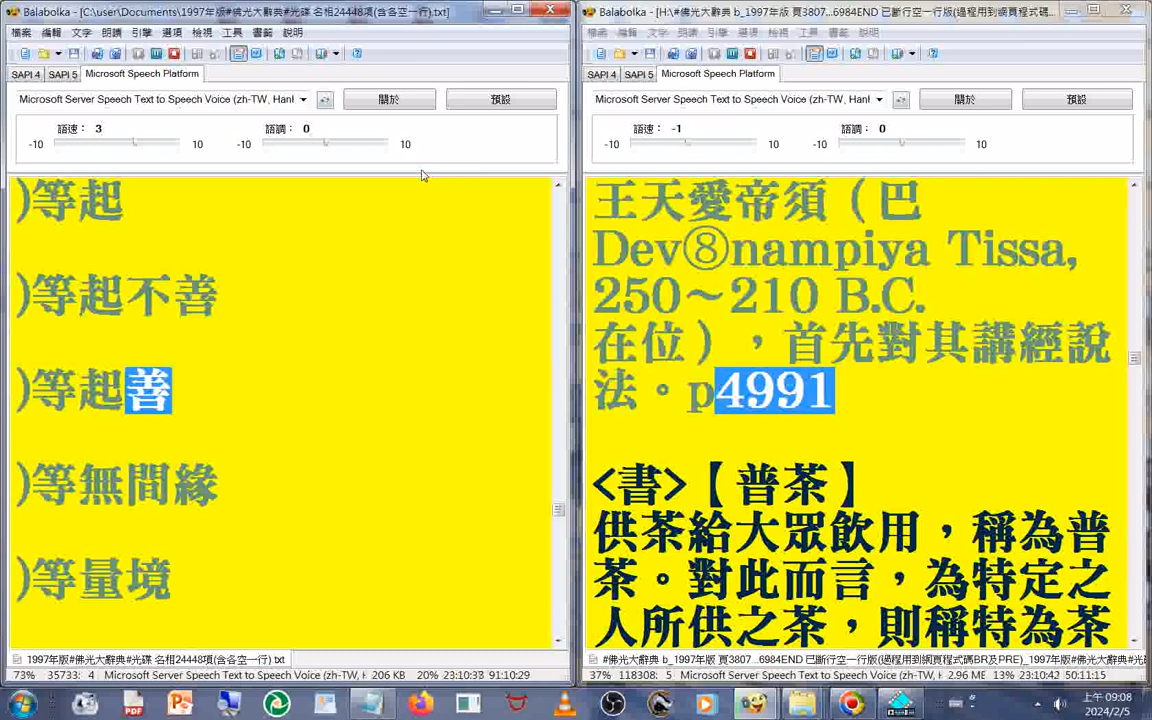 Balabolka - [C:\user\Documents\1997年版#佛光大辭典#光碟 名相24448項(含各空一行).txt]
檔案 編輯 文字 朗讀 引擎 選項 檢視 工具 書籤 說明
SAPI 4 SAPI 5 Microsoft Speech Platform
Microsoft Server Speech Text to Speech Voice (zh-TW, HanI
關於
預設
語速： 3
語調： 0
-10 10 -10 10
)等起
)等起不善
)等起善
)等無間緣
)等量境
1997年版#佛光大辭典#光碟 名相24448項(含各空一行).txt
73% 35733: 4 Microsoft Server Speech Text to Speech Voice (zh-TW, 206 KB 20% 23:10:33 91:10:29
Balabolka - [H:\#佛光大辭典 b_1997年版 頁3807...6984END 已斷行空一行版(過程用到網頁程式碼
檔案 編輯 文字 朗讀 引擎 選項 檢視 工具 書籤 說明
SAPI 4 SAPI 5 Microsoft Speech Platform
Microsoft Server Speech Text to Speech Voice (zh-TW, HanI
關於
預設
語速： -1
語調： 0
-10 10 -10 10
王天愛帝須（巴
Dev⑧nampiya Tissa,
250～210 B.C.
在位），首先對其講經說
法。p4991
<書>【普茶】
供茶給大眾飲用，稱為普
茶。對此而言，為特定之
人所供之茶，則稱特為茶
#佛光大辭典 b_1997年版 頁3807...6984END 已斷行空一行版(過程用到網頁程式碼BR及PRE)_1997年版#佛光大辭典#光
37% 118308: 5 Microsoft Server Speech Text to Speech Voice (zh-TW, 2.96 MI 13% 23:10:42 50:11:15
上午 09:08
2024/2/5